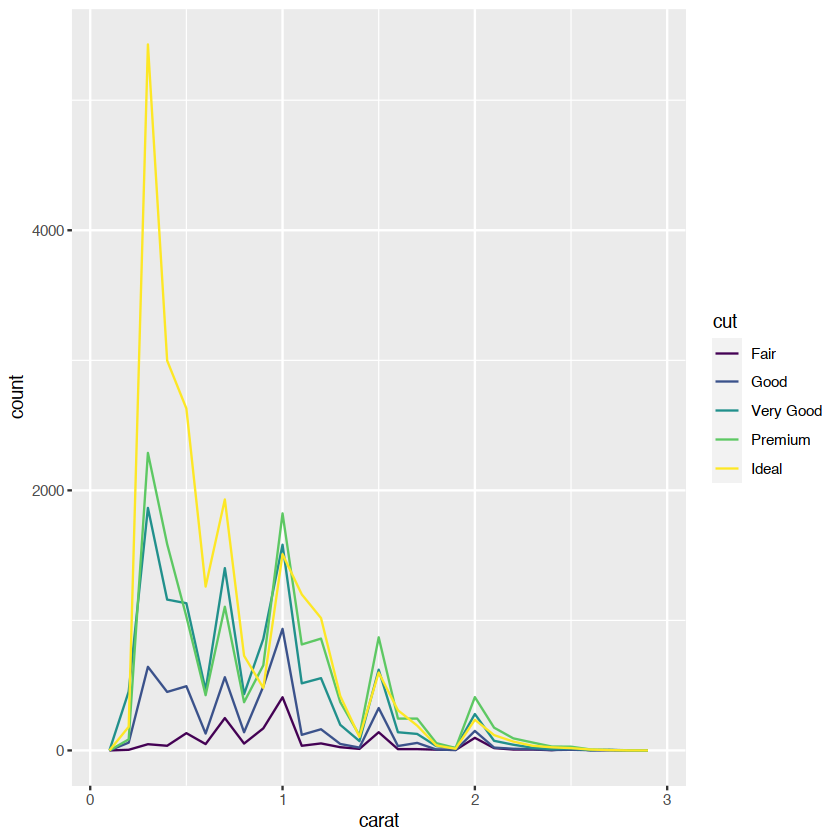 4000
2000
0
count
0
1
2
3
carat
cut
Fair
Good
Very Good
Premium
Ideal